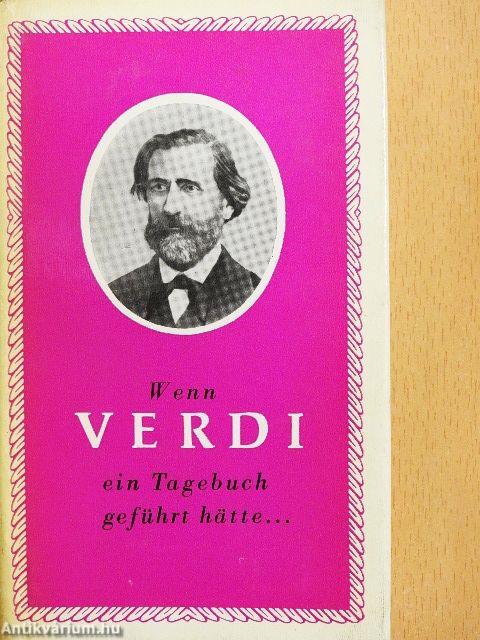 Wenn
VERDI
ein Tagebuch
geführt hätte...
Antikvarium.hu